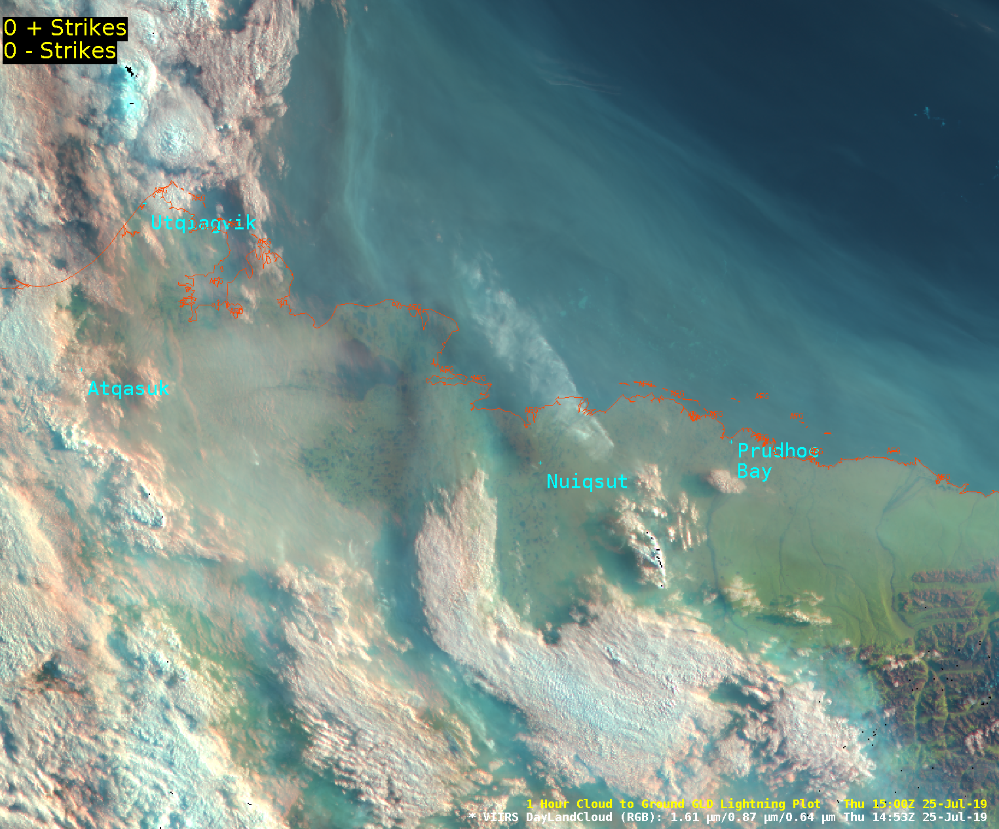 0 + Strikes
0 - Strikes
Utqiagvik
Atqasuk
Prudhoe
Bay
Nuiqsut
1 Hour Cloud to Ground GLD Lightning Plot Thu 15:00Z 25-Jul-19
* VIIRS DayLandCloud (RGB): 1.61 µm/0.87 µm/0.64 µm Thu 14:53Z 25-Jul-19